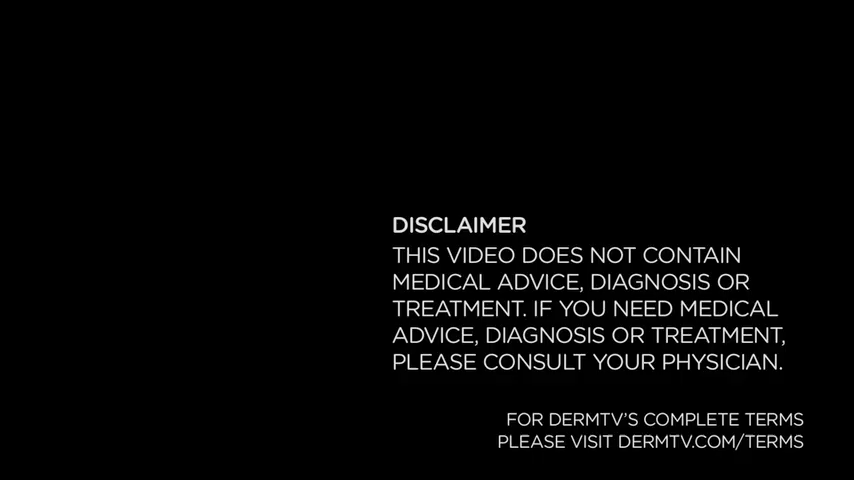 DISCLAIMER
THIS VIDEO DOES NOT CONTAIN
MEDICAL ADVICE, DIAGNOSIS OR
TREATMENT. IF YOU NEED MEDICAL
ADVICE, DIAGNOSIS OR TREATMENT,
PLEASE CONSULT YOUR PHYSICIAN.
FOR DERMTV'S COMPLETE TERMS
PLEASE VISIT DERMTV.COM/TERMS